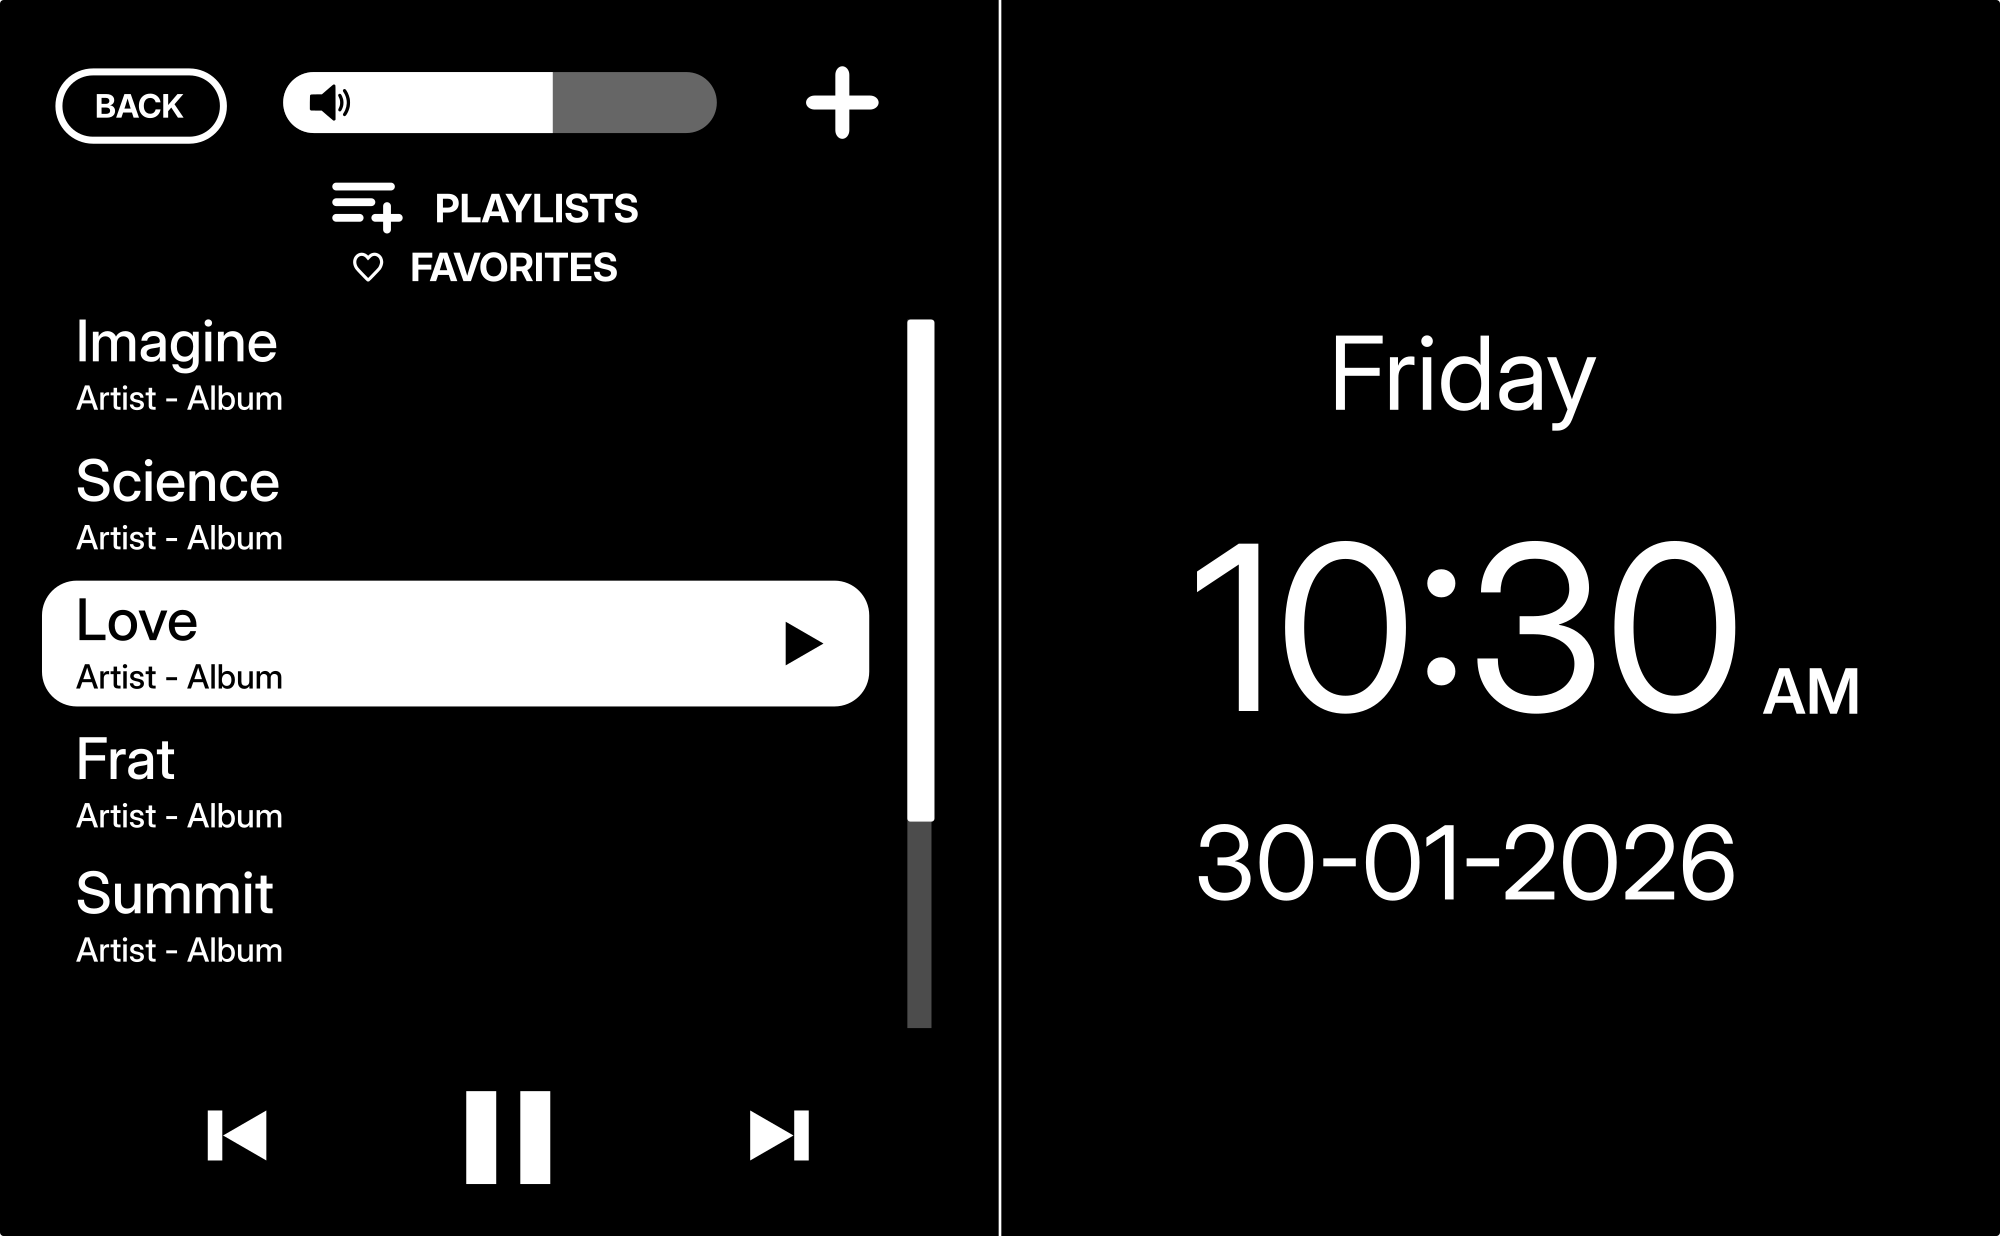 BACK
PLAYLISTS
FAVORITES
Imagine
Artist - Album
Science
Artist - Album
Love
Artist - Album
Frat
Artist - Album
Summit
Artist - Album
Friday
10:30 AM
30-01-2026